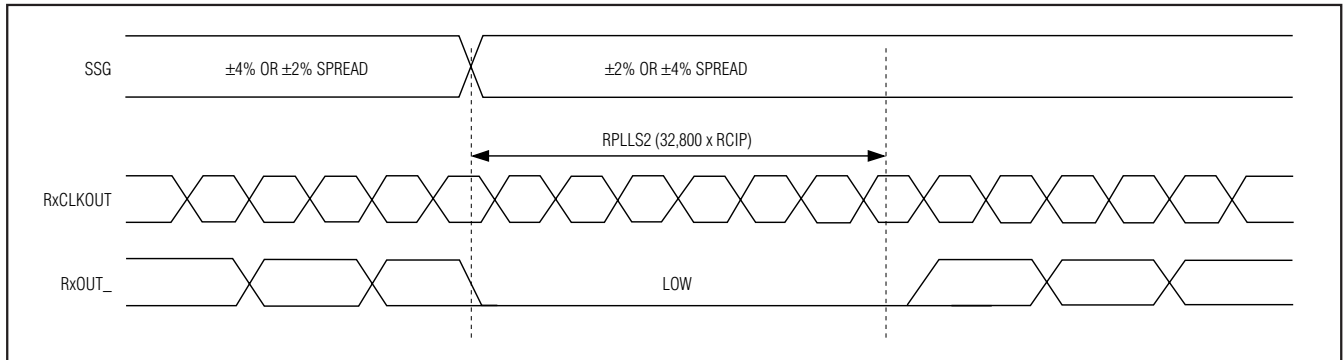 SSG
±4% OR ±2% SPREAD
±2% OR ±4% SPREAD
RPLLS2 (32,800 x RCIP)
RxCLKOUT
RxOUT_
LOW